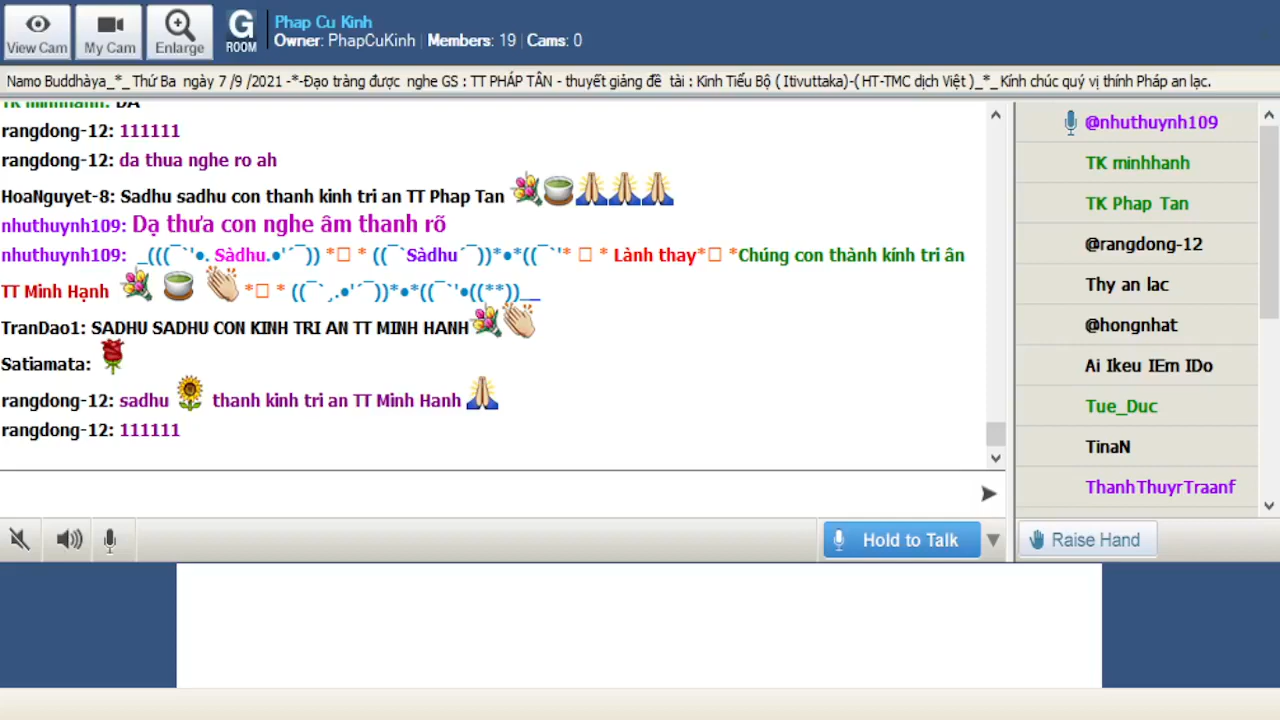 View Cam
My Cam
Enlarge
G
ROOM
Phap Cu Kinh
Owner: PhapCuKinh | Members: 19 | Cams: 0
Namo Buddhàya_*_Thứ Ba ngày 7 /9 /2021 -*-Đạo tràng được nghe GS : TT PHÁP TÂN - thuyết giảng đề tài : Kinh Tiểu Bộ ( Itivuttaka)-( HT-TMC dịch Việt )_*_Kính chúc quý vị thính Pháp an lạc.
TK minhhanh: DA
rangdong-12: 111111
rangdong-12: da thua nghe ro ah
HoaNguyet-8: Sadhu sadhu con thanh kinh tri an TT Phap Tan
nhuthuynh109: Dạ thưa con nghe âm thanh rõ
nhuthuynh109: _(((¯`'•. Sàdhu.•'´¯)) *▯ * ((¯`Sàdhu´¯))*•*((¯`'* ▯ * Lành thay*▯ *Chúng con thành kính tri ân
TT Minh Hạnh *▯ * ((¯`¸.•'´¯))*•*((¯`'•((**))__
TranDao1: SADHU SADHU CON KINH TRI AN TT MINH HANH
Satiamata:
rangdong-12: sadhu thanh kinh tri an TT Minh Hanh
rangdong-12: 111111
@nhuthuynh109
TK minhhanh
TK Phap Tan
@rangdong-12
Thy an lac
@hongnhat
Ai Ikeu IEm IDo
Tue_Duc
TinaN
ThanhThuyrTraanf
Hold to Talk
Raise Hand